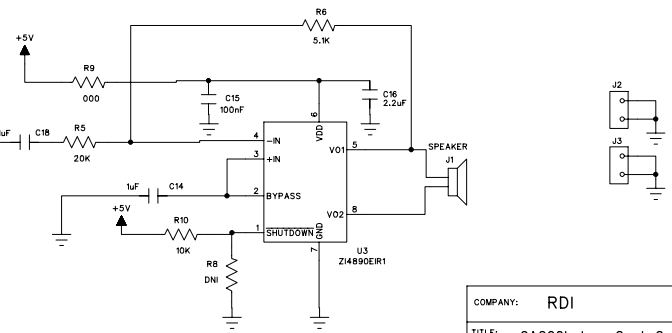 R6
5.1K
+5V
R9
000
C15
100nF
C16
2.2uF
J2
J3
6
VDD
uF
C18
R5
20K
4
-IN
3
+IN
VO1
5
SPEAKER
J1
1uF
C14
2
BYPASS
+5V
R10
10K
1
SHUTDOWN
GND
7
VO2
8
U3
ZI4890EIR1
R8
DNI
COMPANY: RDI